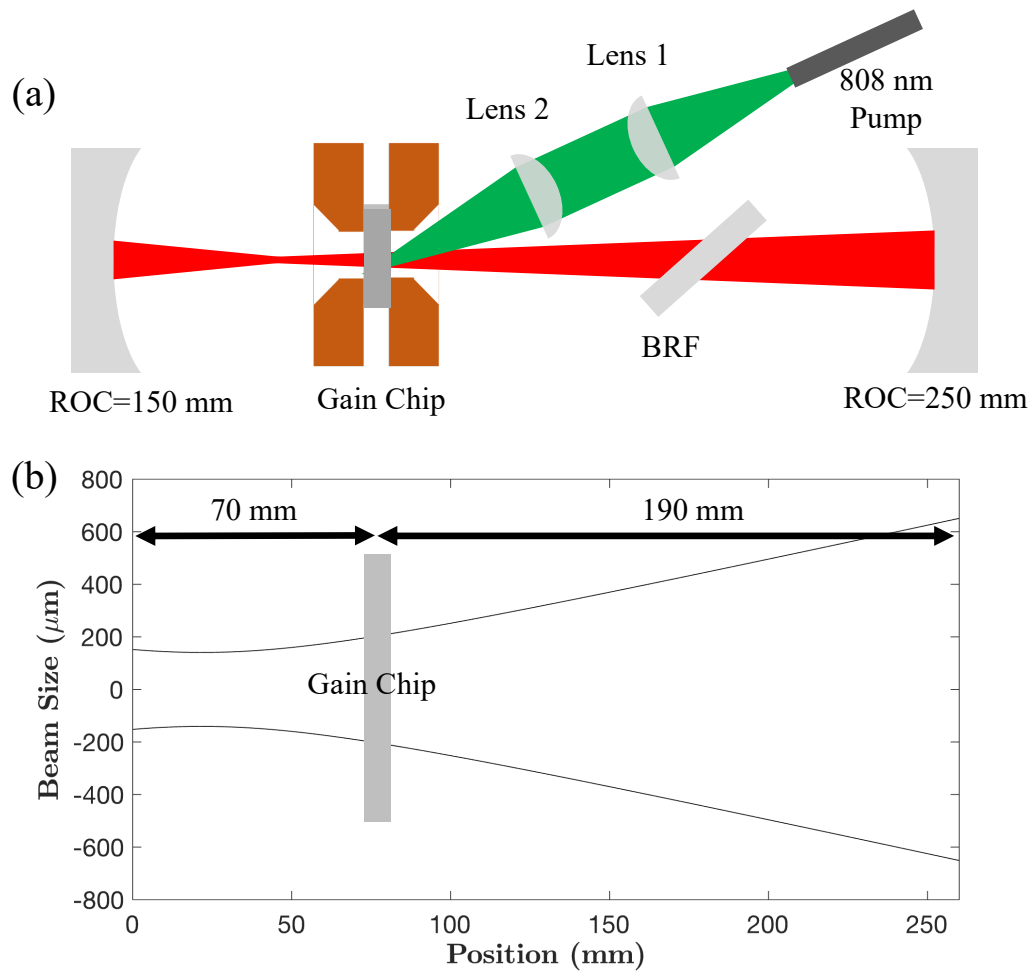 (a)
Lens 1
Lens 2
808 nm
Pump
BRF
ROC=150 mm
Gain Chip
ROC=250 mm
(b)
800
600
400
200
0
-200
-400
-600
-800
Beam Size (μm)
70 mm
190 mm
Gain Chip
0
50
100
150
200
250
Position (mm)